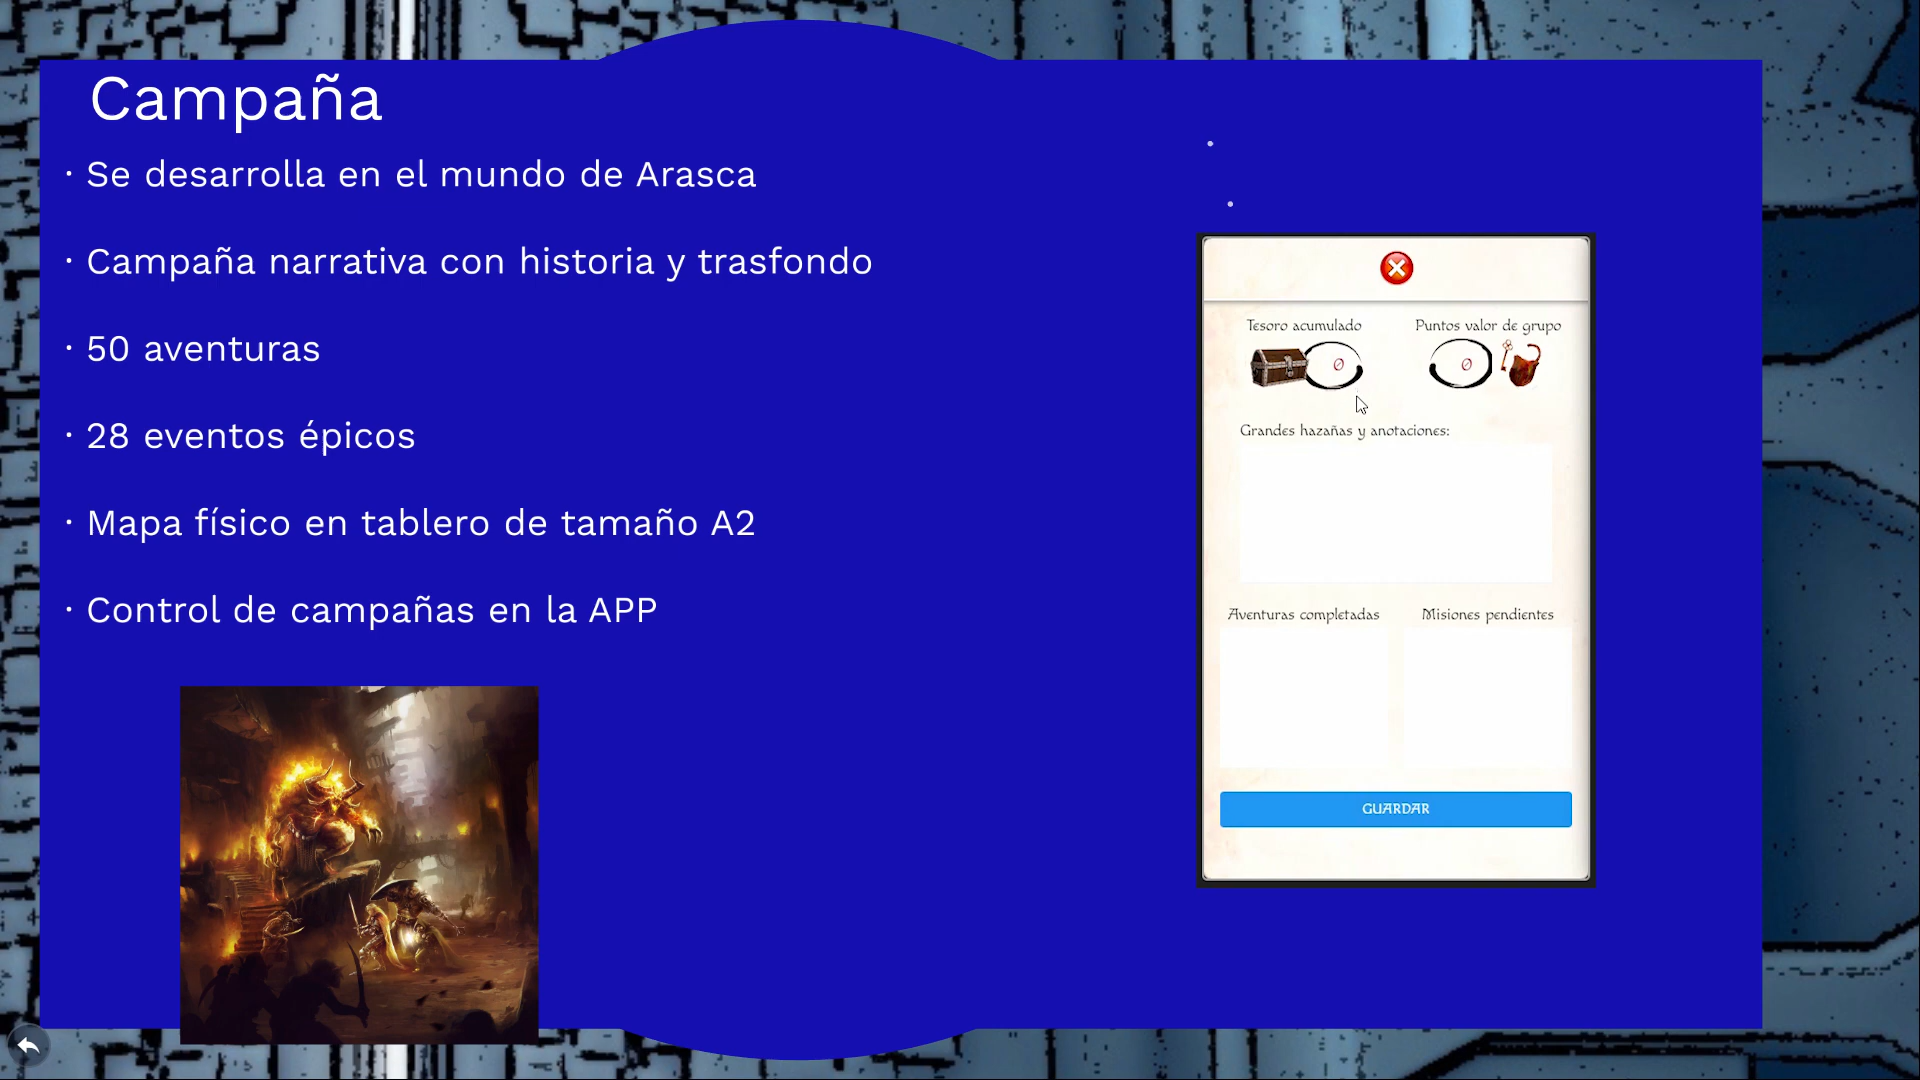 Campaña
· Se desarrolla en el mundo de Arasca
· Campaña narrativa con historia y trasfondo
· 50 aventuras
· 28 eventos épicos
· Mapa físico en tablero de tamaño A2
· Control de campañas en la APP
Tesoro acumulado
Puntos valor de grupo
0
0
Grandes hazañas y anotaciones:
Aventuras completadas
Misiones pendientes
GUARDAR